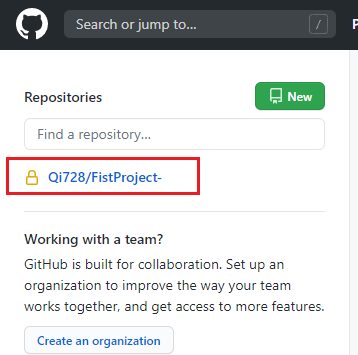 Search or jump to...
/
P
Repositories
New
Find a repository...
Qi728/FistProject-
Working with a team?
GitHub is built for collaboration. Set up an
organization to improve the way your team
works together, and get access to more features.
Create an organization